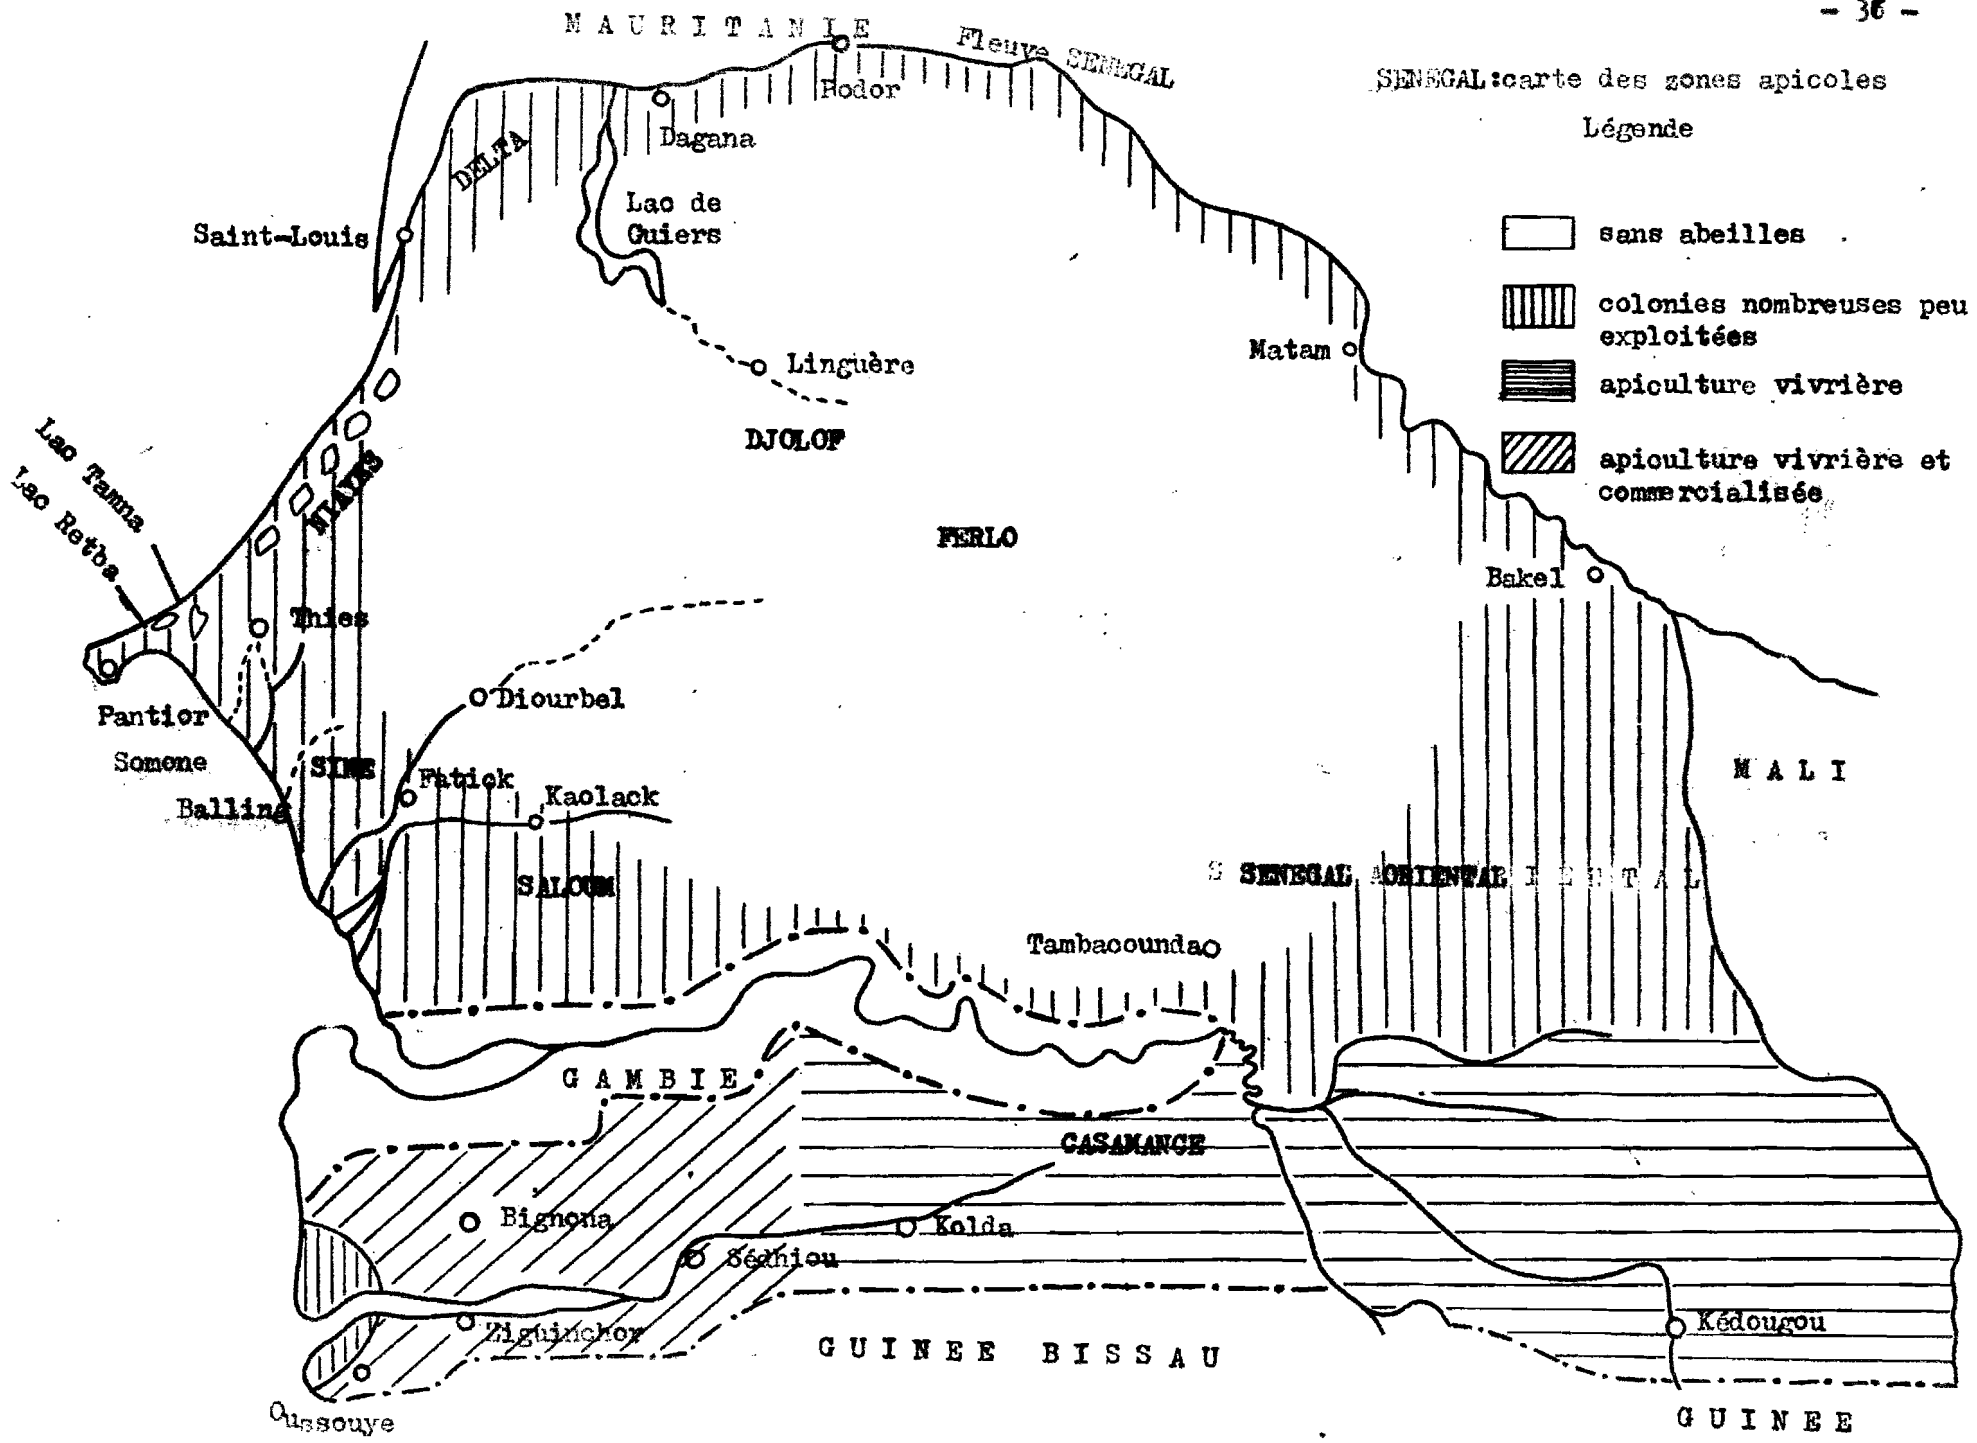 - 36 -
MAURITANIE
Fleuve SENEGAL
SENEGAL:carte des zones apicoles
Légende
sans abeilles
colonies nombreuses peu
exploitées
apiculture vivrière
apiculture vivrière et
commercialisée
Podor
Dagana
DELTA
Lac de
Guiers
Saint-Louis
Linguère
Matam
DJOLOF
Lac Tamna
Lac Retba
NIAYES
FERLO
Bakel
Thies
Diourbel
Pantior
Somone
SINE
Fatick
Kaolack
Balling
MALI
SALOUM
SENEGAL ORIENTAL
Tambacounda
GAMBIE
CASAMANCE
Bignona
Kolda
Sédhiou
Ziguinchor
Kédougou
GUINEE BISSAU
Oussouye
GUINEE